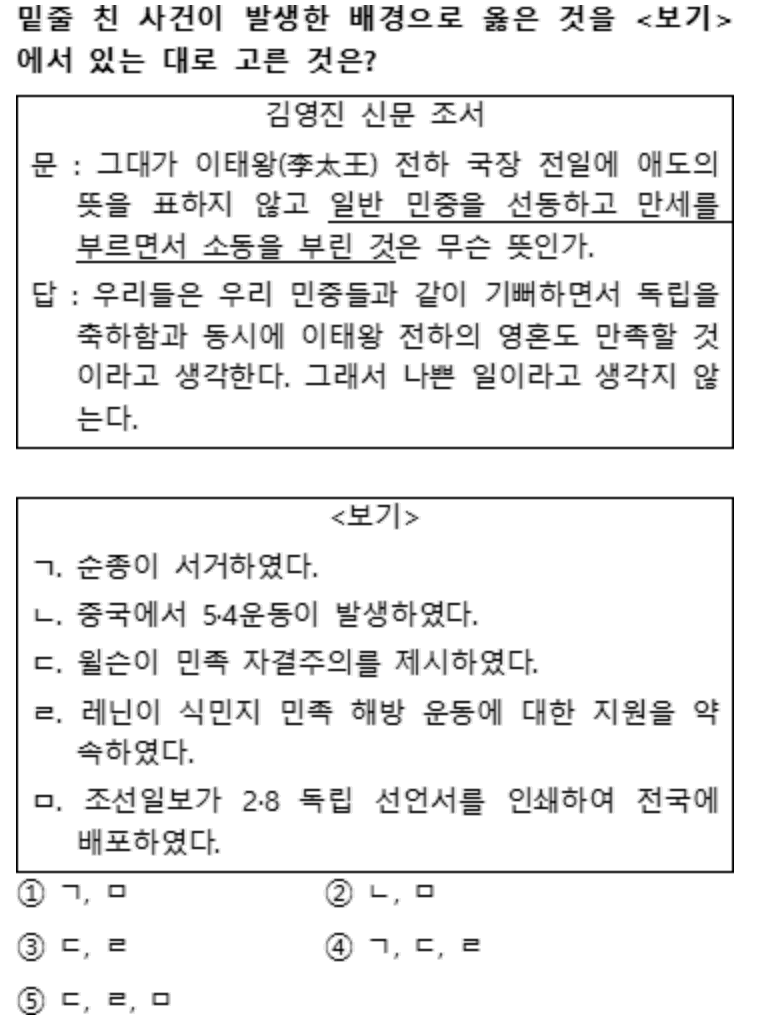 밑줄 친 사건이 발생한 배경으로 옳은 것을 <보기>
에서 있는 대로 고른 것은?
김영진 신문 조서
문 : 그대가 이태왕(李太王) 전하 국장 전일에 애도의
뜻을 표하지 않고 일반 민중을 선동하고 만세를
부르면서 소동을 부린 것은 무슨 뜻인가.
답 : 우리들은 우리 민중들과 같이 기뻐하면서 독립을
축하함과 동시에 이태왕 전하의 영혼도 만족할 것
이라고 생각한다. 그래서 나쁜 일이라고 생각지 않
는다.
<보기>
ㄱ. 순종이 서거하였다.
ㄴ. 중국에서 5·4운동이 발생하였다.
ㄷ. 윌슨이 민족 자결주의를 제시하였다.
ㄹ. 레닌이 식민지 민족 해방 운동에 대한 지원을 약
속하였다.
ㅁ. 조선일보가 2·8 독립 선언서를 인쇄하여 전국에
배포하였다.
① ㄱ, ㅁ ② ㄴ, ㅁ
③ ㄷ, ㄹ ④ ㄱ, ㄷ, ㄹ
⑤ ㄷ, ㄹ, ㅁ